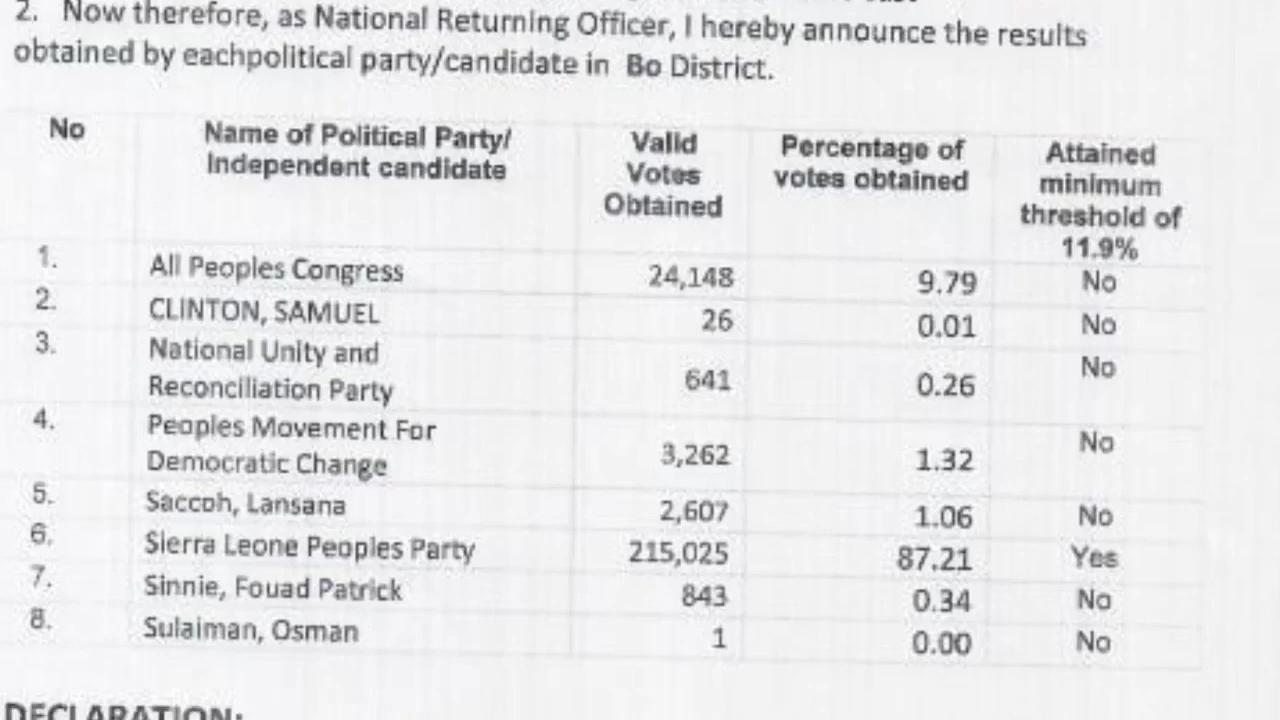 2. Now therefore, as National Returning Officer, I hereby announce the results
obtained by eachpolitical party/candidate in Bo District.
No Name of Political Party/ Independent candidate Valid Votes Obtained Percentage of votes obtained Attained minimum threshold of 11.9%
1. All Peoples Congress 24,148 9.79 No
2. CLINTON, SAMUEL 26 0.01 No
3. National Unity and Reconciliation Party 641 0.26 No
4. Peoples Movement For Democratic Change 3,262 1.32 No
5. Saccoh, Lansana 2,607 1.06 No
6. Sierra Leone Peoples Party 215,025 87.21 Yes
7. Sinnie, Fouad Patrick 843 0.34 No
8. Sulaiman, Osman 1 0.00 No
DECLARATION: